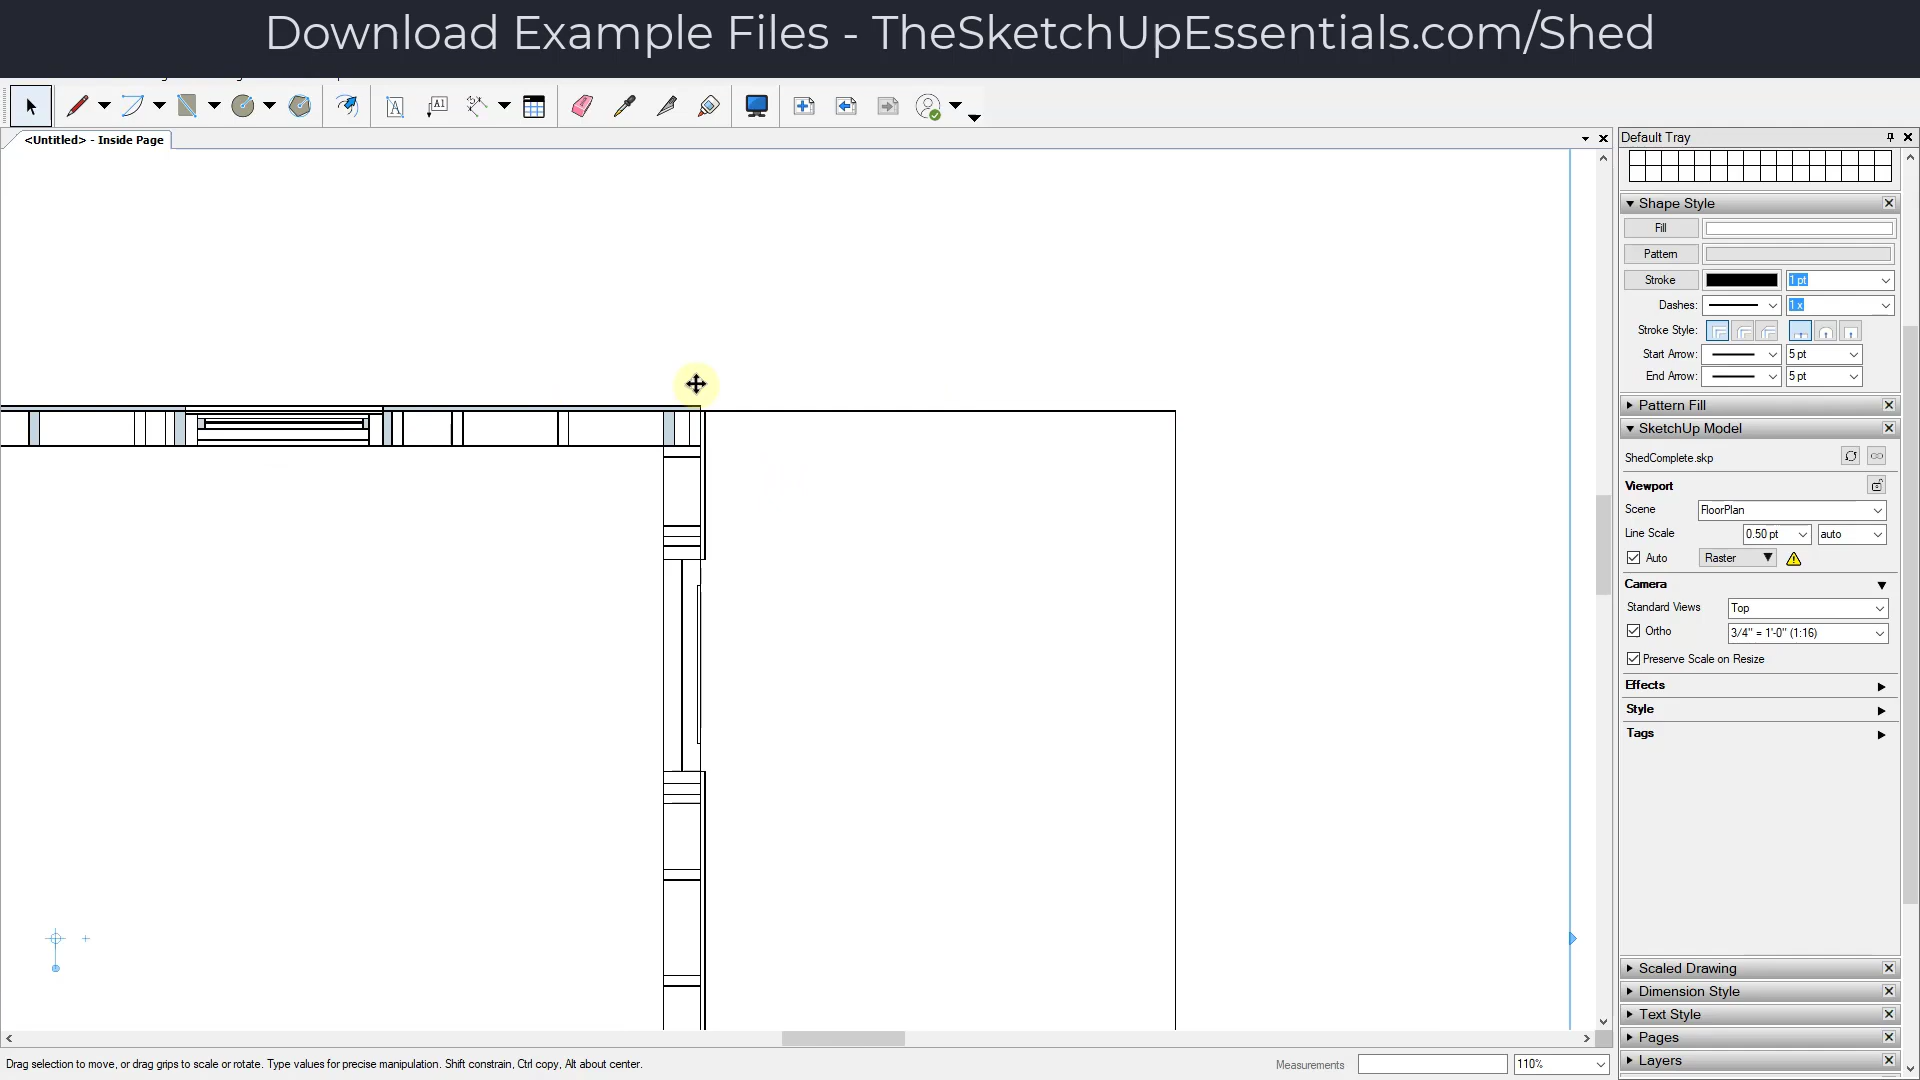 Download Example Files - TheSketchUpEssentials.com/Shed
A1
<Untitled> - Inside Page
Default Tray
Shape Style
Fill
Pattern
Stroke
1 pt
Dashes:
1 x
Stroke Style:
Start Arrow:
5 pt
End Arrow:
5 pt
Pattern Fill
SketchUp Model
ShedComplete.skp
Viewport
Scene
FloorPlan
Line Scale
0.50 pt
auto
Auto
Raster
Camera
Standard Views
Top
Ortho
3/4" = 1'-0" (1:16)
Preserve Scale on Resize
Effects
Style
Tags
Scaled Drawing
Dimension Style
Text Style
Pages
Layers
Drag selection to move, or drag grips to scale or rotate. Type values for precise manipulation. Shift constrain, Ctrl copy, Alt about center.
Measurements
110%